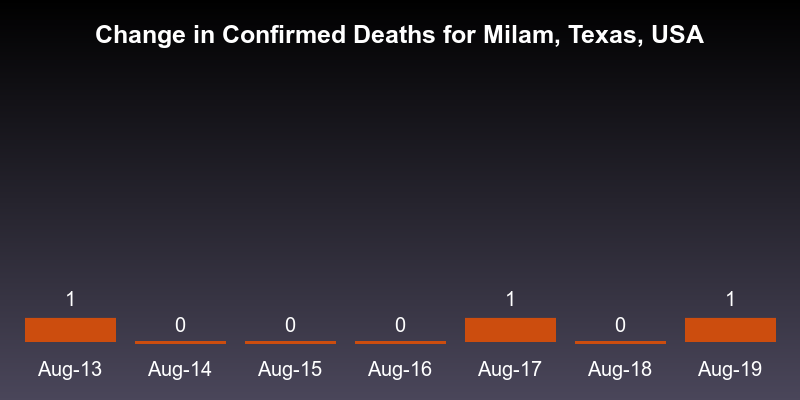 Change in Confirmed Deaths for Milam, Texas, USA
1 0 0 0 1 0 1
Aug-13 Aug-14 Aug-15 Aug-16 Aug-17 Aug-18 Aug-19